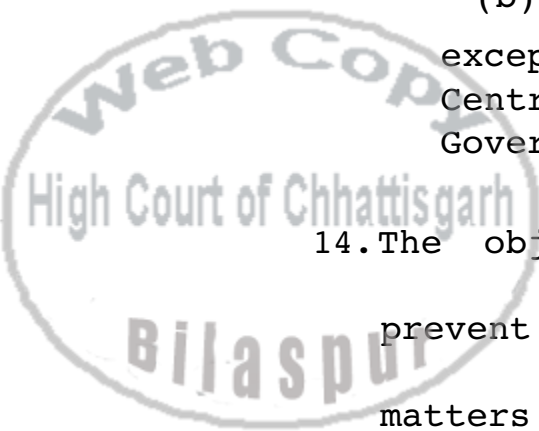 (b)
Web Copy
excep
Centr
Gover
High Court of Chhattisgarh
14.The obj
prevent
Bilaspur
matters